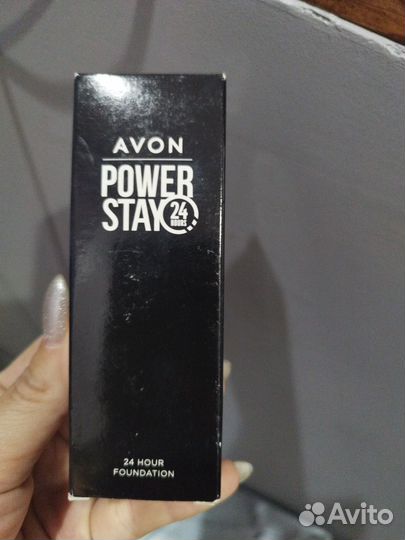 AVON
POWER
STAY 24
HOURS
24 HOUR
FOUNDATION
Avito